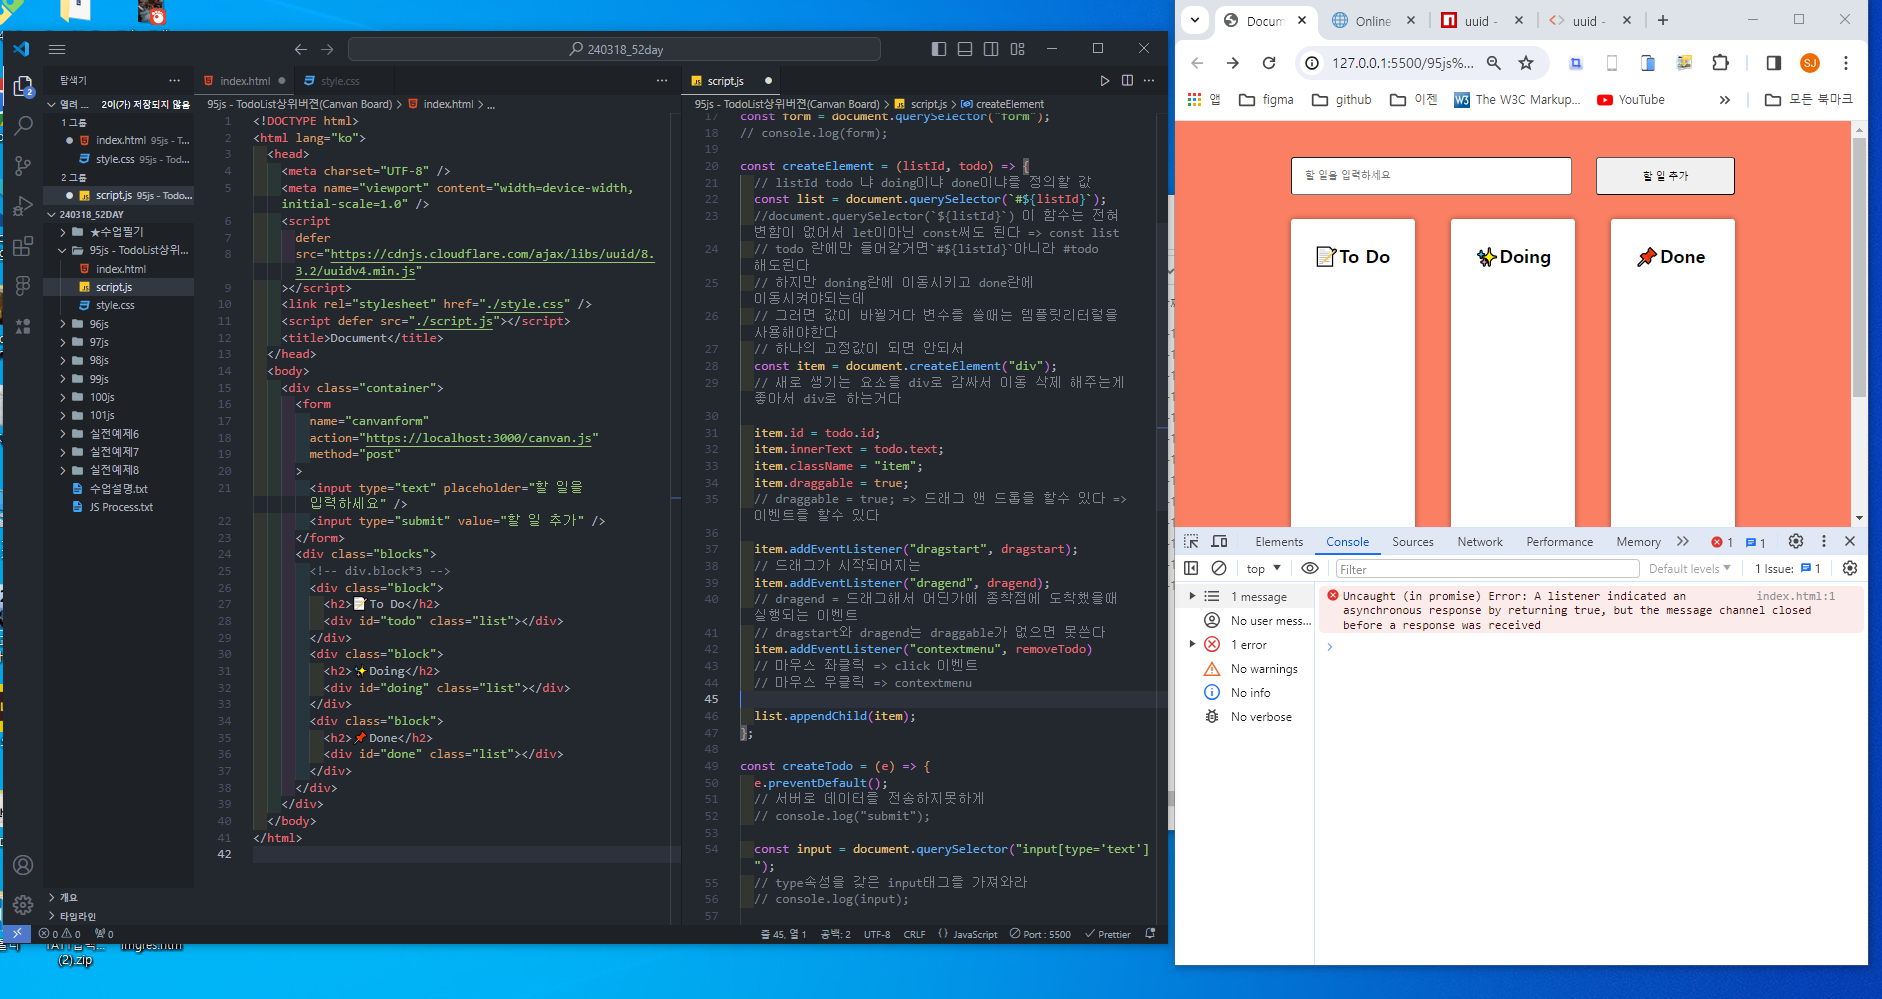 240318_52day
탐색기
열려 ... 2이(가) 저장되지 않음
1 그룹
index.html 95js - T...
style.css 95js - Tod...
2 그룹
script.js 95js - Todo...
240318_52DAY
★수업필기
95js - TodoList상위...
index.html
script.js
style.css
96js
97js
98js
99js
100js
101js
실전예제6
실전예제7
실전예제8
수업설명.txt
JS Process.txt
개요
타임라인
index.html
style.css
95js - TodoList상위버젼(Canvan Board) > index.html > ...
1 <!DOCTYPE html>
2 <html lang="ko">
3 <head>
4 <meta charset="UTF-8" />
5 <meta name="viewport" content="width=device-width,
initial-scale=1.0" />
6 <script
7 defer
8 src="https://cdnjs.cloudflare.com/ajax/libs/uuid/8.
3.2/uuidv4.min.js"
9 ></script>
10 <link rel="stylesheet" href="./style.css" />
11 <script defer src="./script.js"></script>
12 <title>Document</title>
13 </head>
14 <body>
15 <div class="container">
16 <form
17 name="canvanform"
18 action="https://localhost:3000/canvan.js"
19 method="post"
20 >
21 <input type="text" placeholder="할 일을
입력하세요" />
22 <input type="submit" value="할 일 추가" />
23 </form>
24 <div class="blocks">
25 <!-- div.block*3 -->
26 <div class="block">
27 <h2>📝To Do</h2>
28 <div id="todo" class="list"></div>
29 </div>
30 <div class="block">
31 <h2>✨Doing</h2>
32 <div id="doing" class="list"></div>
33 </div>
34 <div class="block">
35 <h2>📌Done</h2>
36 <div id="done" class="list"></div>
37 </div>
38 </div>
39 </div>
40 </body>
41 </html>
42
script.js
95js - TodoList상위버젼(Canvan Board) > script.js > createElement
17 const form = document.querySelector("form");
18 // console.log(form);
19
20 const createElement = (listId, todo) => {
21 // listId todo 냐 doing이냐 done이냐를 정의할 값
22 const list = document.querySelector(`#${listId}`);
23 //document.querySelector(`${listId}`) 이 함수는 전혀
변함이 없어서 let이아닌 const써도 된다 => const list
24 // todo 란에만 들어갈거면`#${listId}`아니라 #todo
해도된다
25 // 하지만 doning란에 이동시키고 done란에
이동시켜야되는데
26 // 그러면 값이 바뀔거다 변수를 쓸때는 템플릿리터럴을
사용해야한다
27 // 하나의 고정값이 되면 안되서
28 const item = document.createElement("div");
29 // 새로 생기는 요소를 div로 감싸서 이동 삭제 해주는게
좋아서 div로 하는거다
30
31 item.id = todo.id;
32 item.innerText = todo.text;
33 item.className = "item";
34 item.draggable = true;
35 // draggable = true; => 드래그 앤 드롭을 할수 있다 =>
이벤트를 할수 있다
36
37 item.addEventListener("dragstart", dragstart);
38 // 드래그가 시작되어지는
39 item.addEventListener("dragend", dragend);
40 // dragend = 드래그해서 어딘가에 종착점에 도착했을때
실행되는 이벤트
41 // dragstart와 dragend는 draggable가 없으면 못쓴다
42 item.addEventListener("contextmenu", removeTodo)
43 // 마우스 좌클릭 => click 이벤트
44 // 마우스 우클릭 => contextmenu
45
46 list.appendChild(item);
47 };
48
49 const createTodo = (e) => {
50 e.preventDefault();
51 // 서버로 데이터를 전송하지못하게
52 // console.log("submit");
53
54 const input = document.querySelector("input[type='text']
");
55 // type속성을 갖은 input태그를 가져와라
56 // console.log(input);
57
0 0 0
줄 45, 열 1 공백: 2 UTF-8 CRLF {} JavaScript Port : 5500 Prettier
(2).zip
Docum
Online
uuid -
uuid -
127.0.0.1:5500/95js%...
SJ
앱 figma github 이젠 The W3C Markup... YouTube » 모든 북마크
할 일을 입력하세요
할 일 추가
📝To Do
✨Doing
📌Done
Elements Console Sources Network Performance Memory 1 1
top Filter Default levels 1 Issue: 1
1 message
No user mess...
1 error
No warnings
No info
No verbose
Uncaught (in promise) Error: A listener indicated an index.html:1
asynchronous response by returning true, but the message channel closed
before a response was received